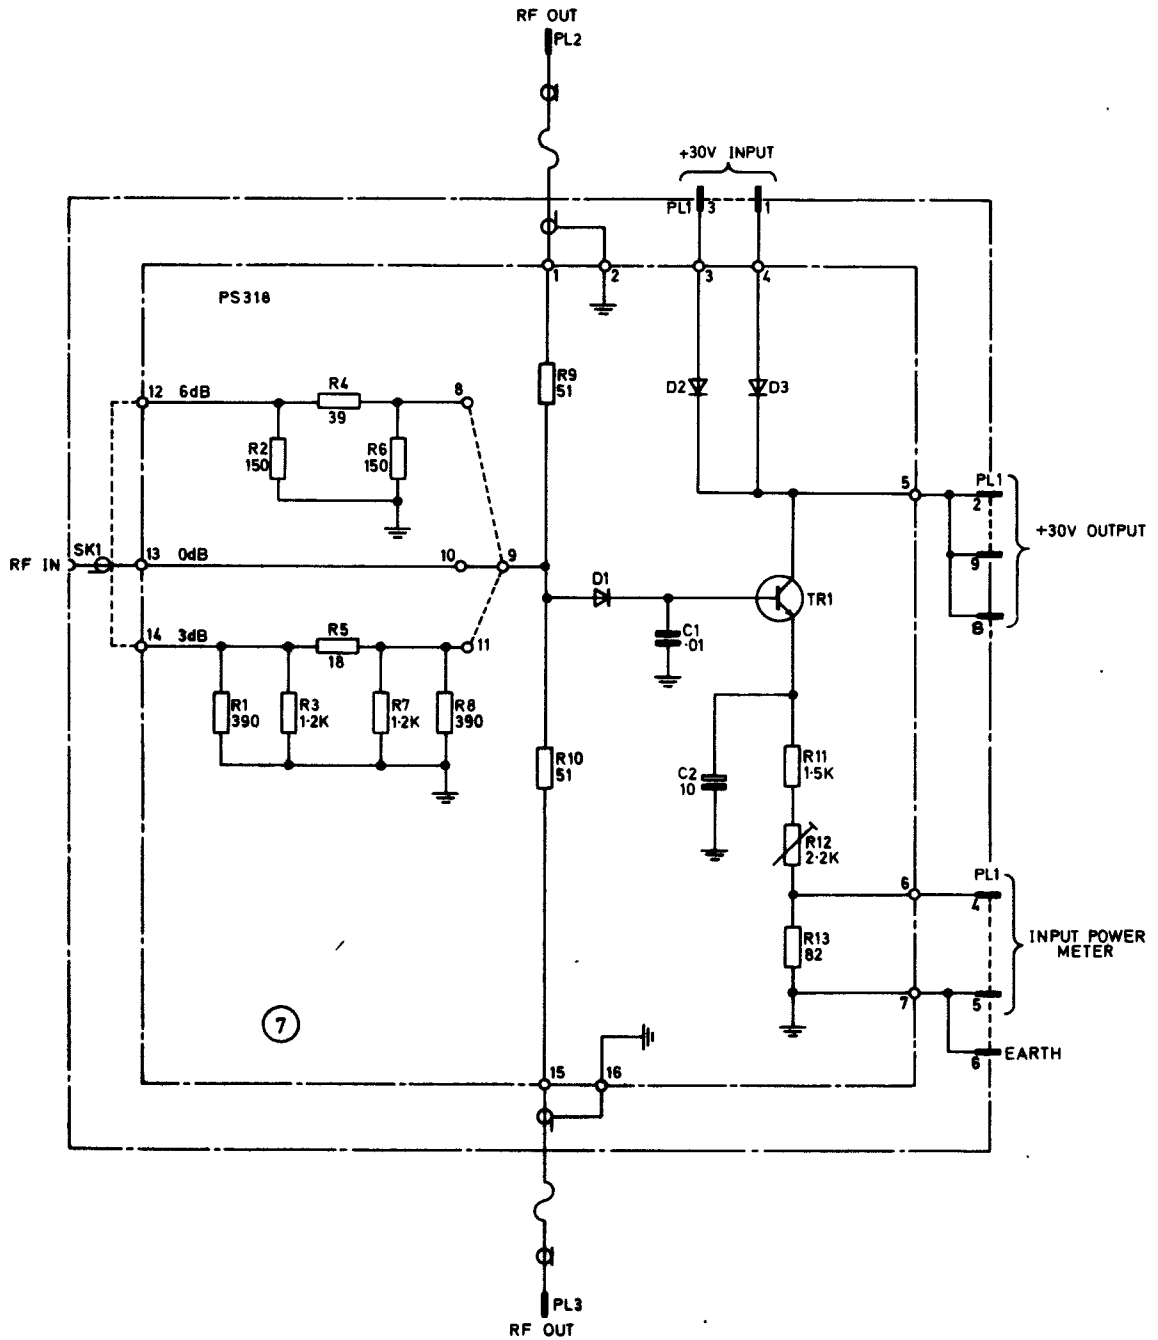 RF OUT
PL2
+30V INPUT
PL1 3
1
1
2
3
4
PS318
R9
51
D2
D3
12 6dB
R4
39
8
R2
150
R6
150
5
PL1
2
+30V OUTPUT
RF IN
SK1
13 0dB
10
9
9
D1
TR1
8
C1
·01
14 3dB
R5
18
11
R1
390
R3
1·2K
R7
1·2K
R8
390
R10
51
R11
1·5K
C2
10
R12
2·2K
6
PL1
4
R13
82
INPUT POWER
METER
7
5
7
6
EARTH
15
16
PL3
RF OUT